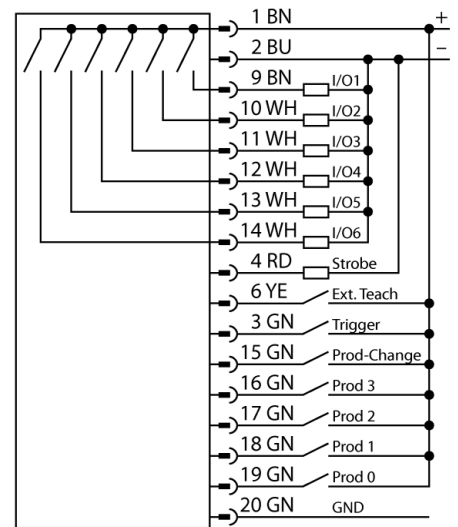 1 BN +
2 BU –
9 BN I/O1
10 WH I/O2
11 WH I/O3
12 WH I/O4
13 WH I/O5
14 WH I/O6
4 RD Strobe
6 YE Ext. Teach
3 GN Trigger
15 GN Prod-Change
16 GN Prod 3
17 GN Prod 2
18 GN Prod 1
19 GN Prod 0
20 GN GND